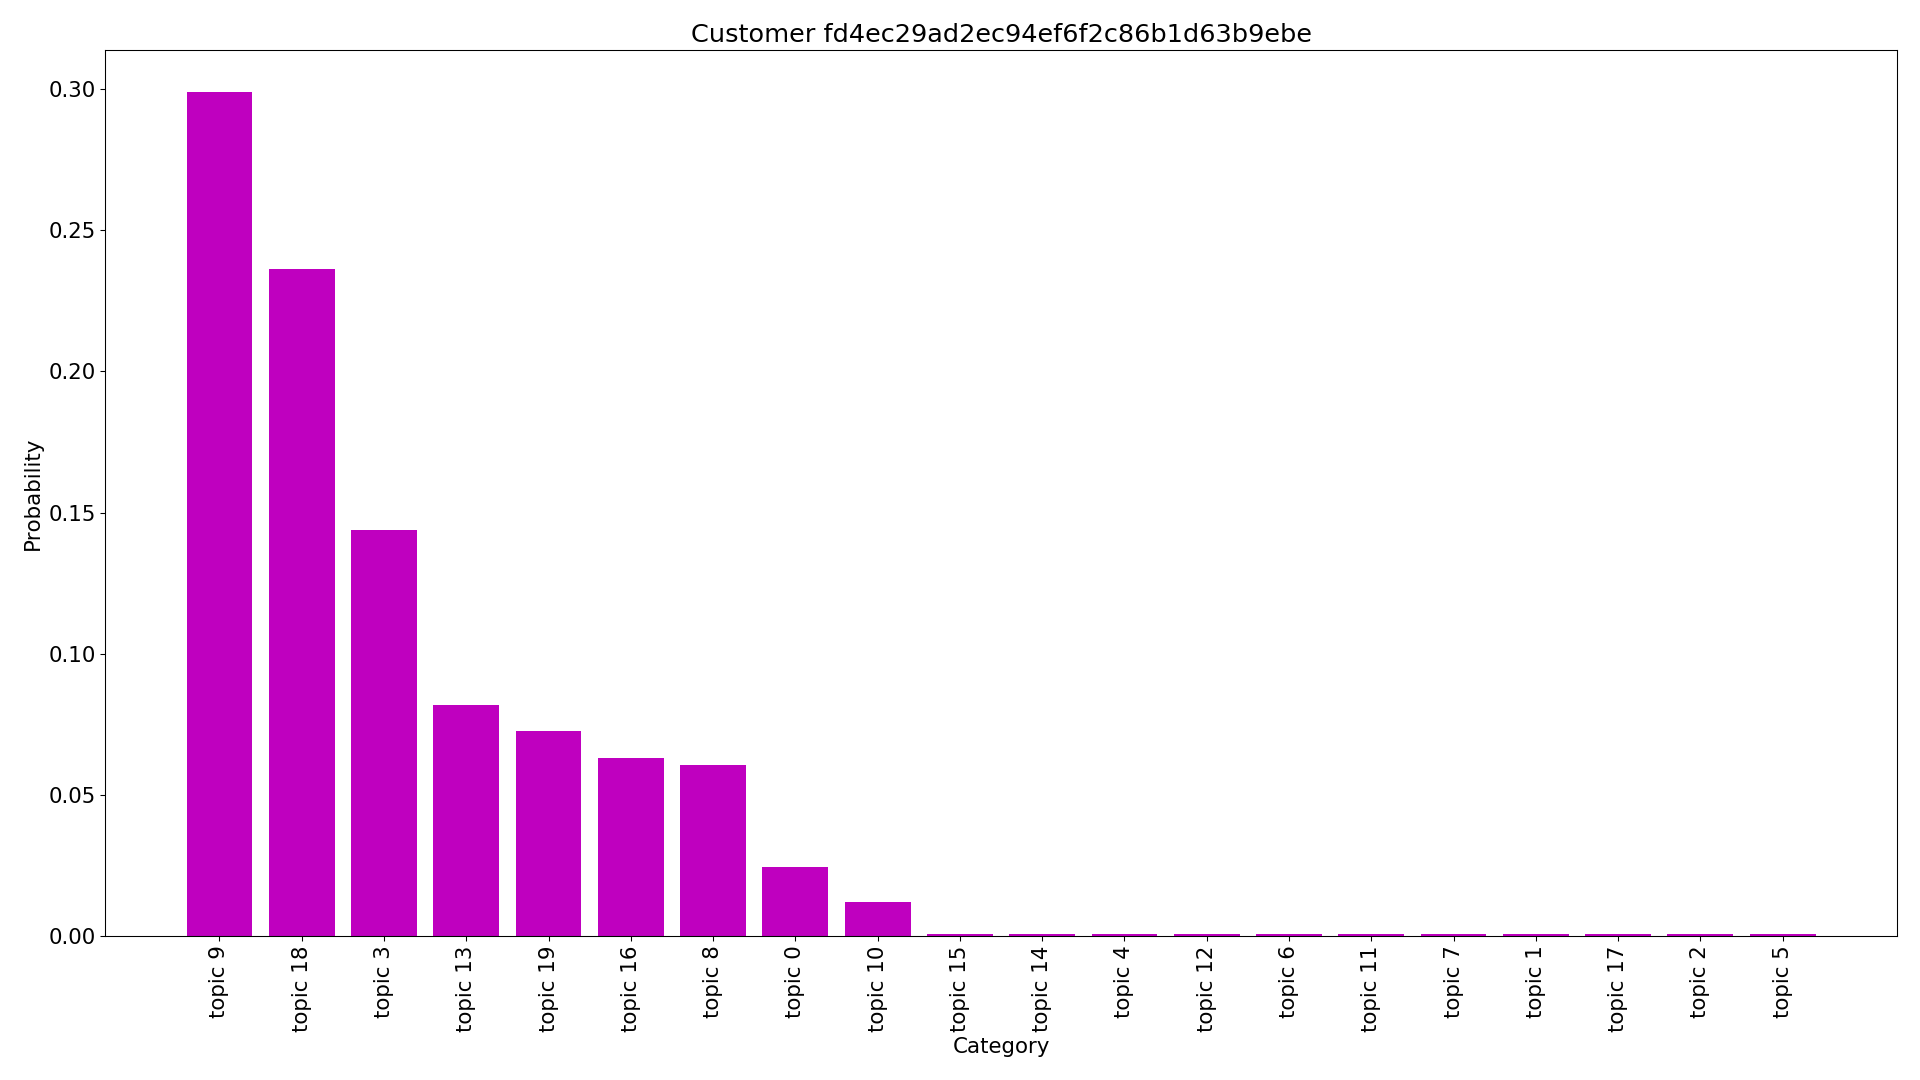 Customer fd4ec29ad2ec94ef6f2c86b1d63b9ebe
Probability
0.30
0.25
0.20
0.15
0.10
0.05
0.00
topic 9
topic 18
topic 3
topic 13
topic 19
topic 16
topic 8
topic 0
topic 10
topic 15
topic 14
topic 4
topic 12
topic 6
topic 11
topic 7
topic 1
topic 17
topic 2
topic 5
Category